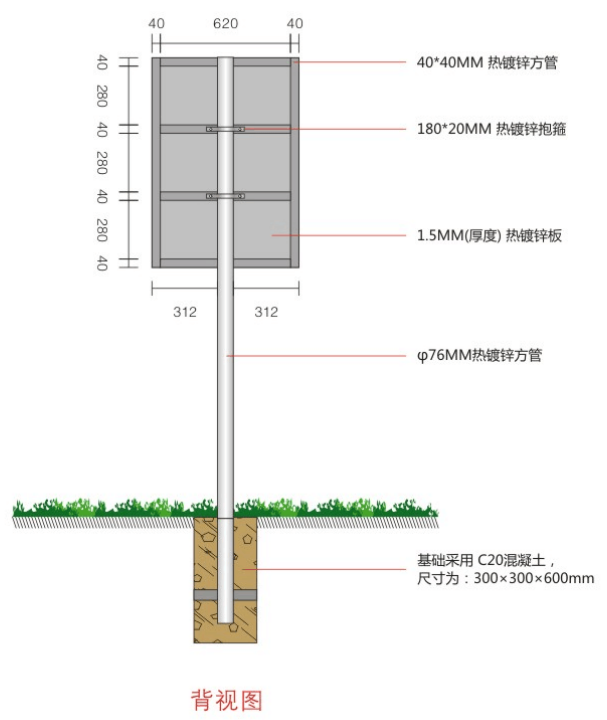 40 620 40
40
280
40
280
40
280
40
312 312
40*40MM 热镀锌方管
180*20MM 热镀锌抱箍
1.5MM(厚度) 热镀锌板
φ76MM热镀锌方管
基础采用 C20混凝土，
尺寸为：300×300×600mm
背视图